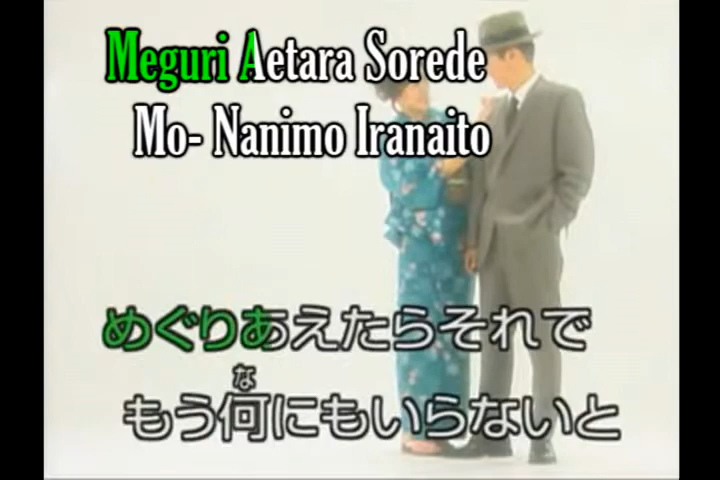 Meguri Aetara Sorede
Mo- Nanimo Iranaito
めぐりあえたらそれで
な
もう何にもいらないと